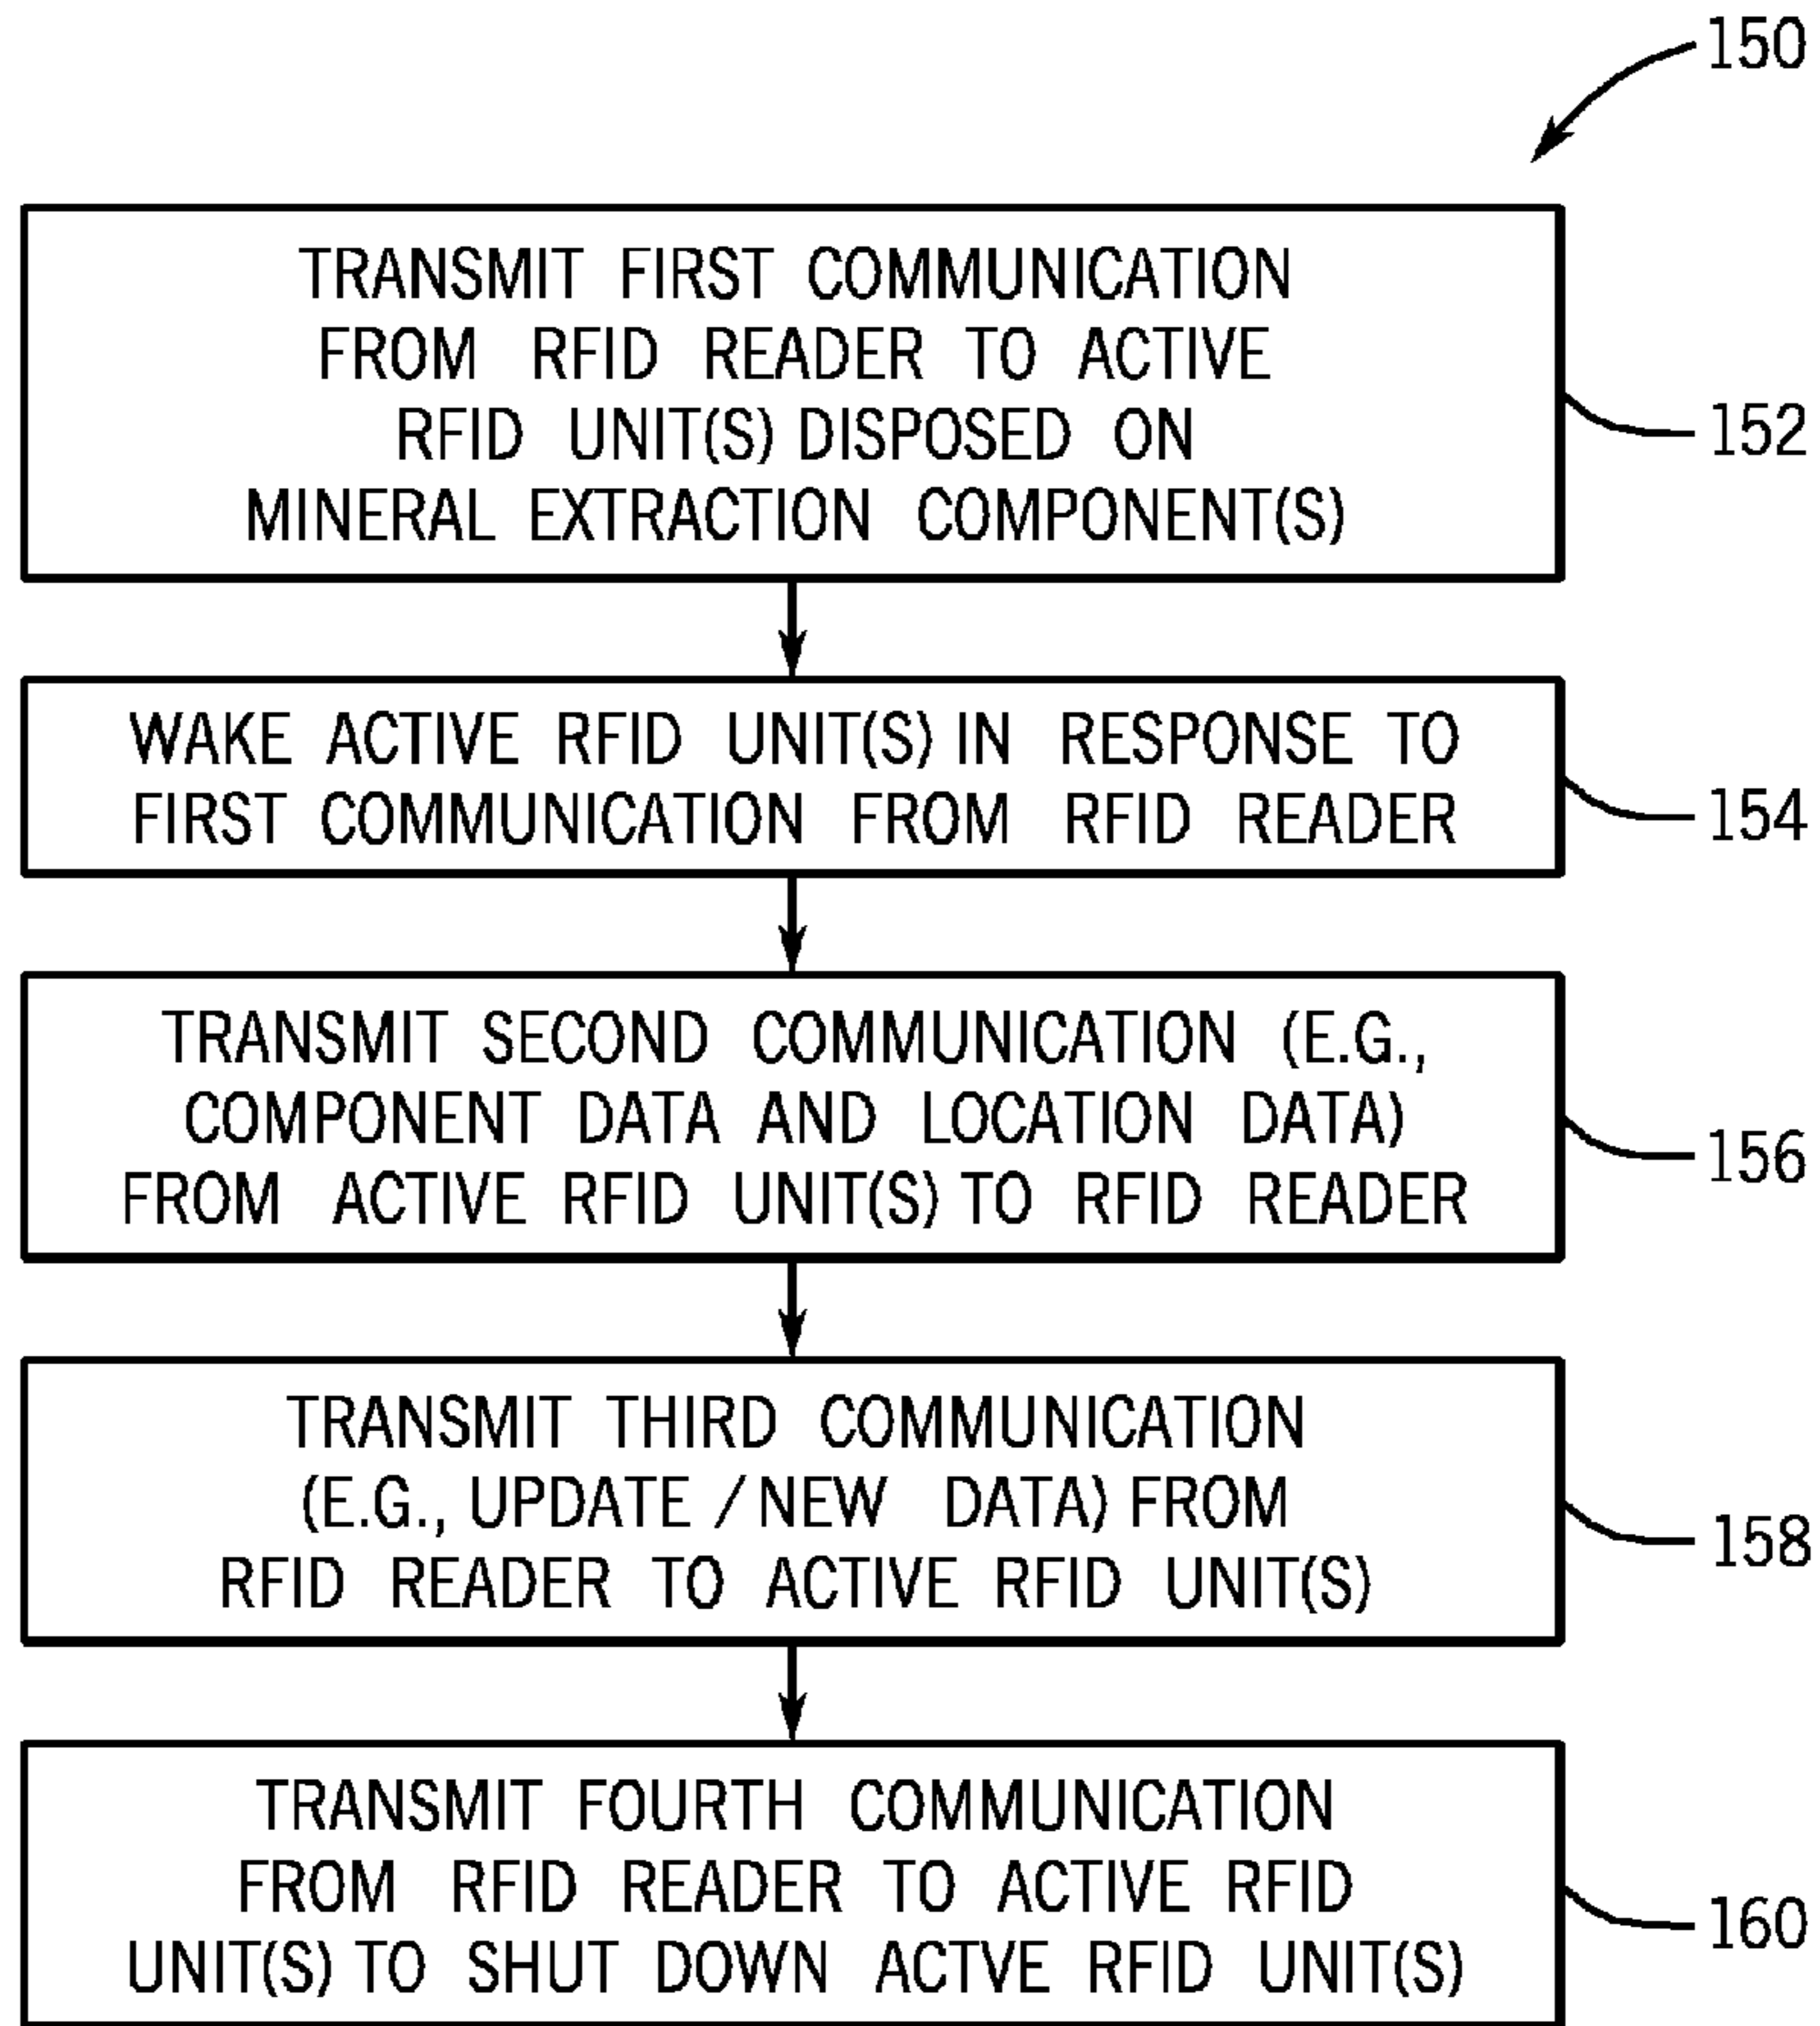 150
TRANSMIT FIRST COMMUNICATION
FROM RFID READER TO ACTIVE
RFID UNIT(S) DISPOSED ON
MINERAL EXTRACTION COMPONENT(S)
152
WAKE ACTIVE RFID UNIT(S) IN RESPONSE TO
FIRST COMMUNICATION FROM RFID READER
154
TRANSMIT SECOND COMMUNICATION (E.G.,
COMPONENT DATA AND LOCATION DATA)
FROM ACTIVE RFID UNIT(S) TO RFID READER
156
TRANSMIT THIRD COMMUNICATION
(E.G., UPDATE / NEW DATA) FROM
RFID READER TO ACTIVE RFID UNIT(S)
158
TRANSMIT FOURTH COMMUNICATION
FROM RFID READER TO ACTIVE RFID
UNIT(S) TO SHUT DOWN ACTVE RFID UNIT(S)
160